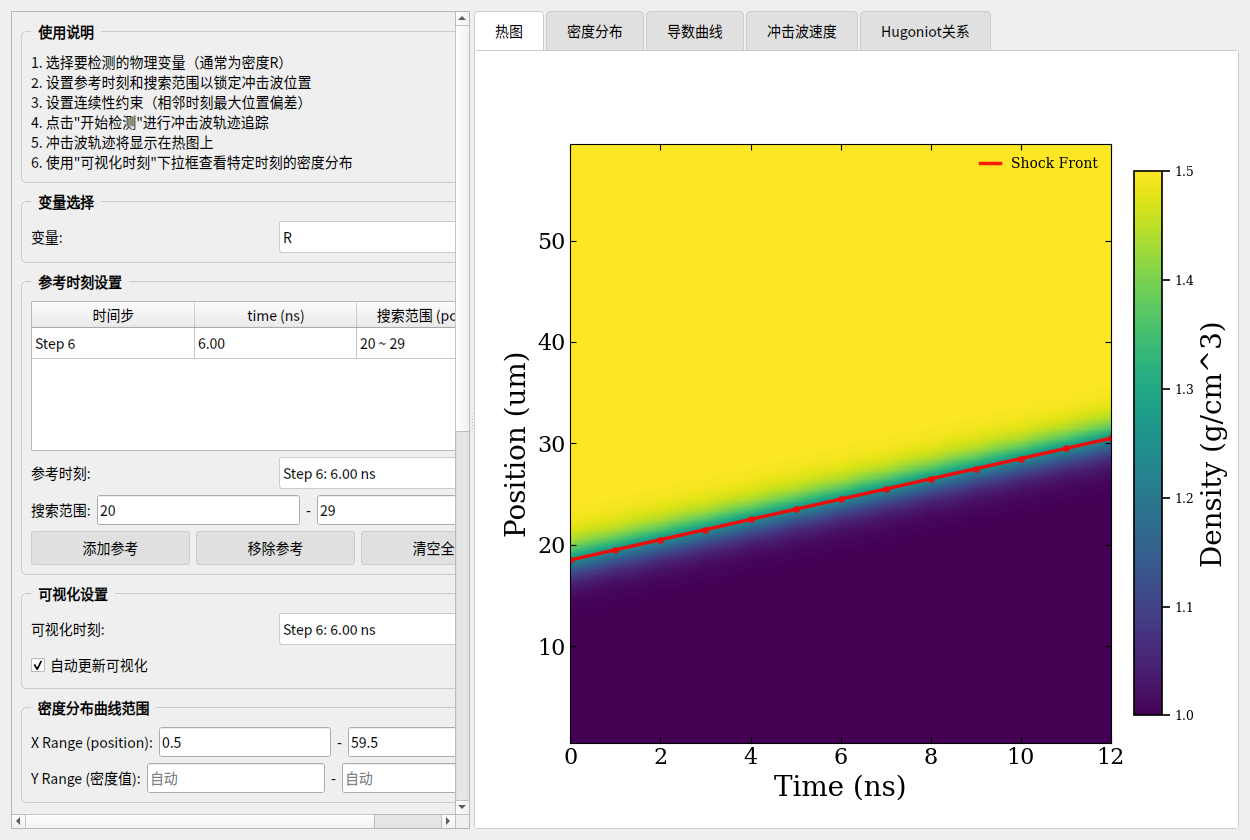 使用说明
1. 选择要检测的物理变量（通常为密度R）
2. 设置参考时刻和搜索范围以锁定冲击波位置
3. 设置连续性约束（相邻时刻最大位置偏差）
4. 点击"开始检测"进行冲击波轨迹追踪
5. 冲击波轨迹将显示在热图上
6. 使用"可视化时刻"下拉框查看特定时刻的密度分布
变量选择
变量:
R
参考时刻设置
时间步 time (ns) 搜索范围 (po
Step 6 6.00 20 ~ 29
参考时刻: Step 6: 6.00 ns
搜索范围: 20 - 29
添加参考 移除参考 清空全
可视化设置
可视化时刻: Step 6: 6.00 ns
自动更新可视化
密度分布曲线范围
X Range (position): 0.5 - 59.5
Y Range (密度值): 自动 - 自动
热图 密度分布 导数曲线 冲击波速度 Hugoniot关系
Shock Front
50
40
30
20
10
Position (um)
0 2 4 6 8 10 12
Time (ns)
1.5
1.4
1.3
1.2
1.1
1.0
Density (g/cm^3)